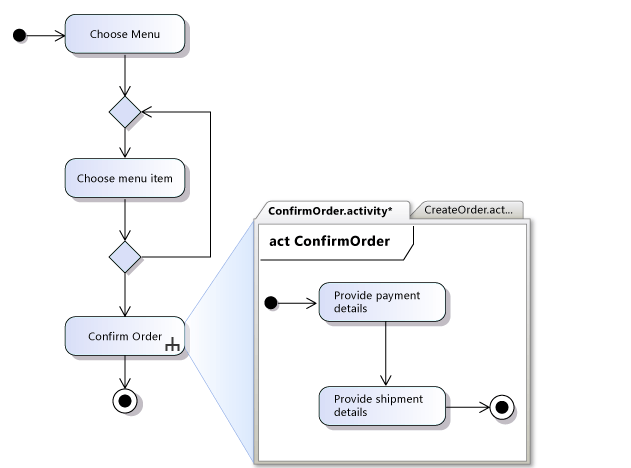 Choose Menu
Choose menu item
Confirm Order
ConfirmOrder.activity*
CreateOrder.act...
act ConfirmOrder
Provide payment
details
Provide shipment
details